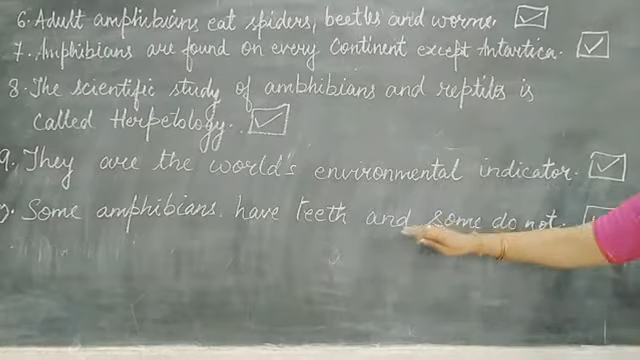 6. Adult amphibians eat spiders, beetles and worms.
7. Amphibians are found on every Continent except Antartica.
8. The scientific study of ambhibians and reptiles is
called Herpetology.
9. They are the world's environmental indicator.
Some amphibians have teeth and some do not.